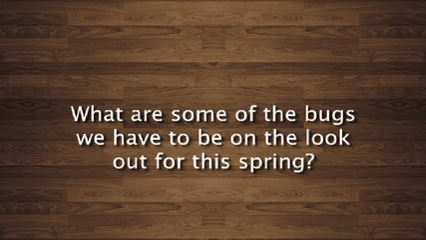 What are some of the bugs
we have to be on the look
out for this spring?